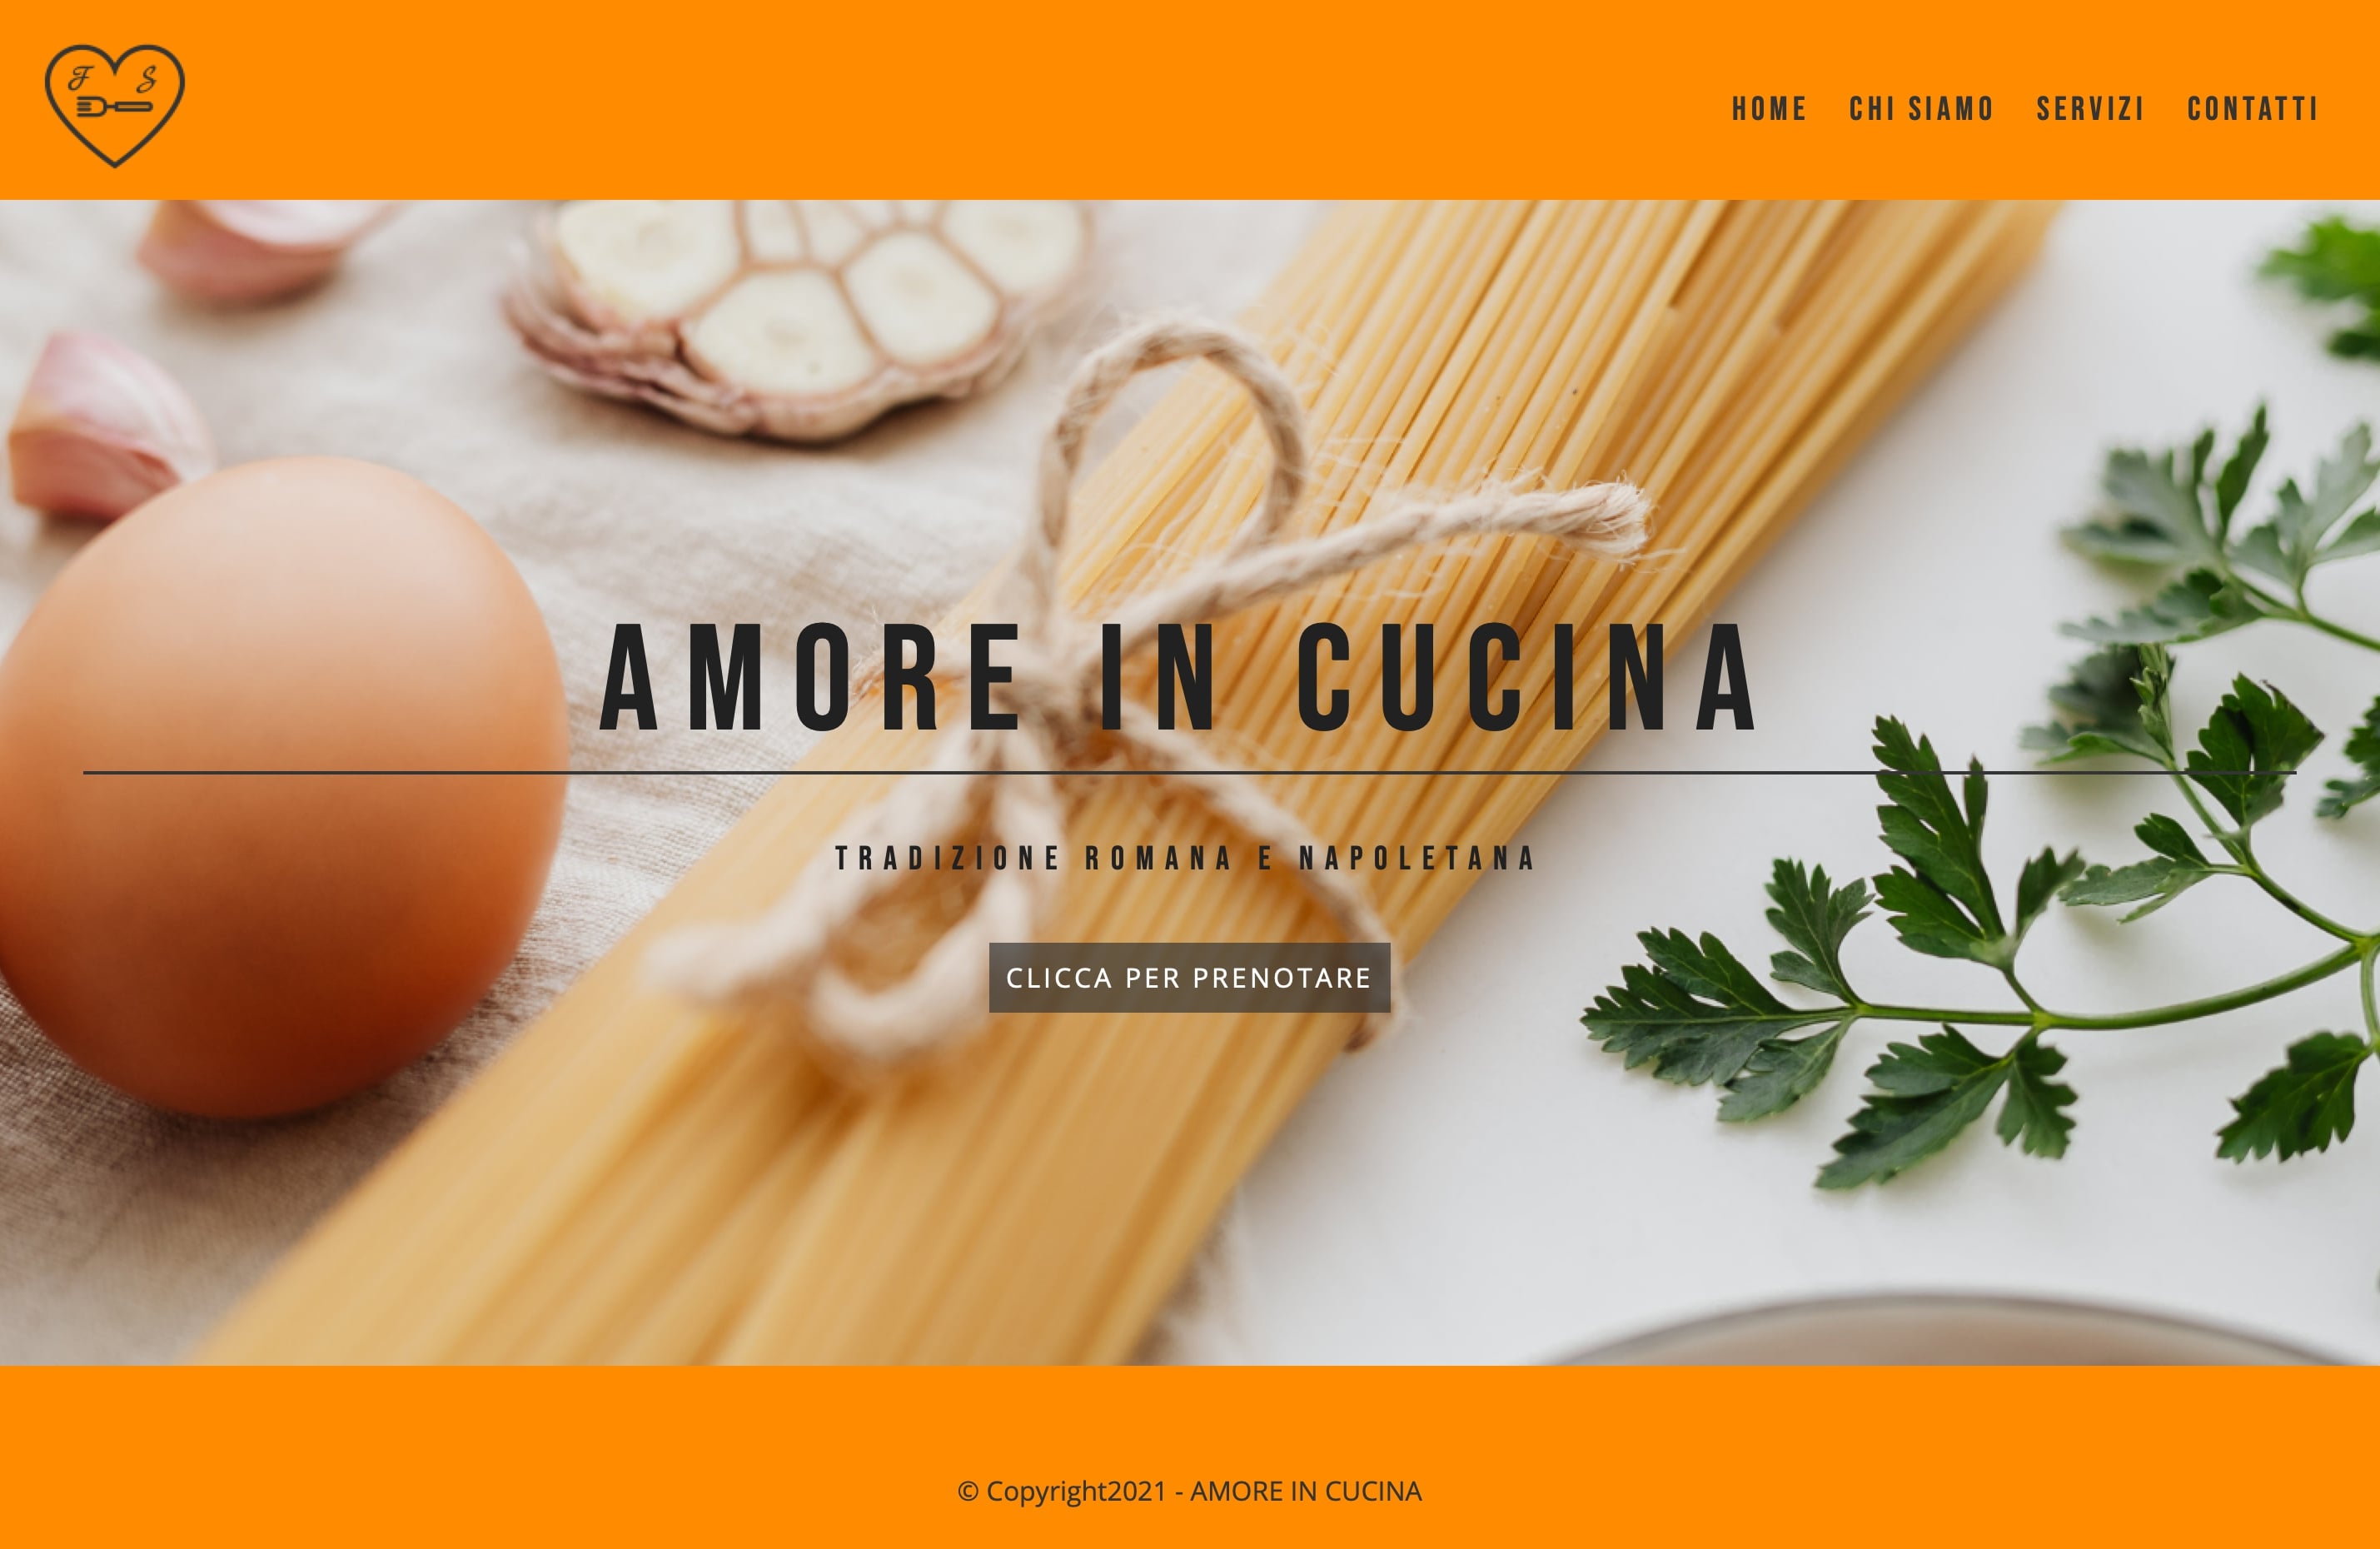 F S
HOME CHI SIAMO SERVIZI CONTATTI
AMORE IN CUCINA
TRADIZIONE ROMANA E NAPOLETANA
CLICCA PER PRENOTARE
© Copyright2021 - AMORE IN CUCINA